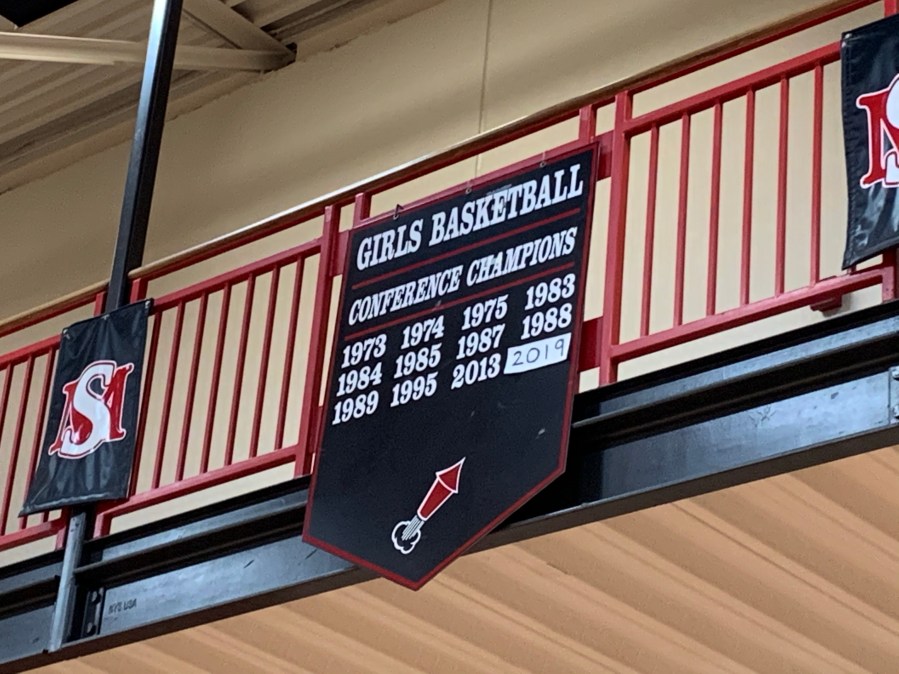 GIRLS BASKETBALL
CONFERENCE CHAMPIONS
1973 1974 1975 1983
1984 1985 1987 1988
1989 1995 2013 2019
SM